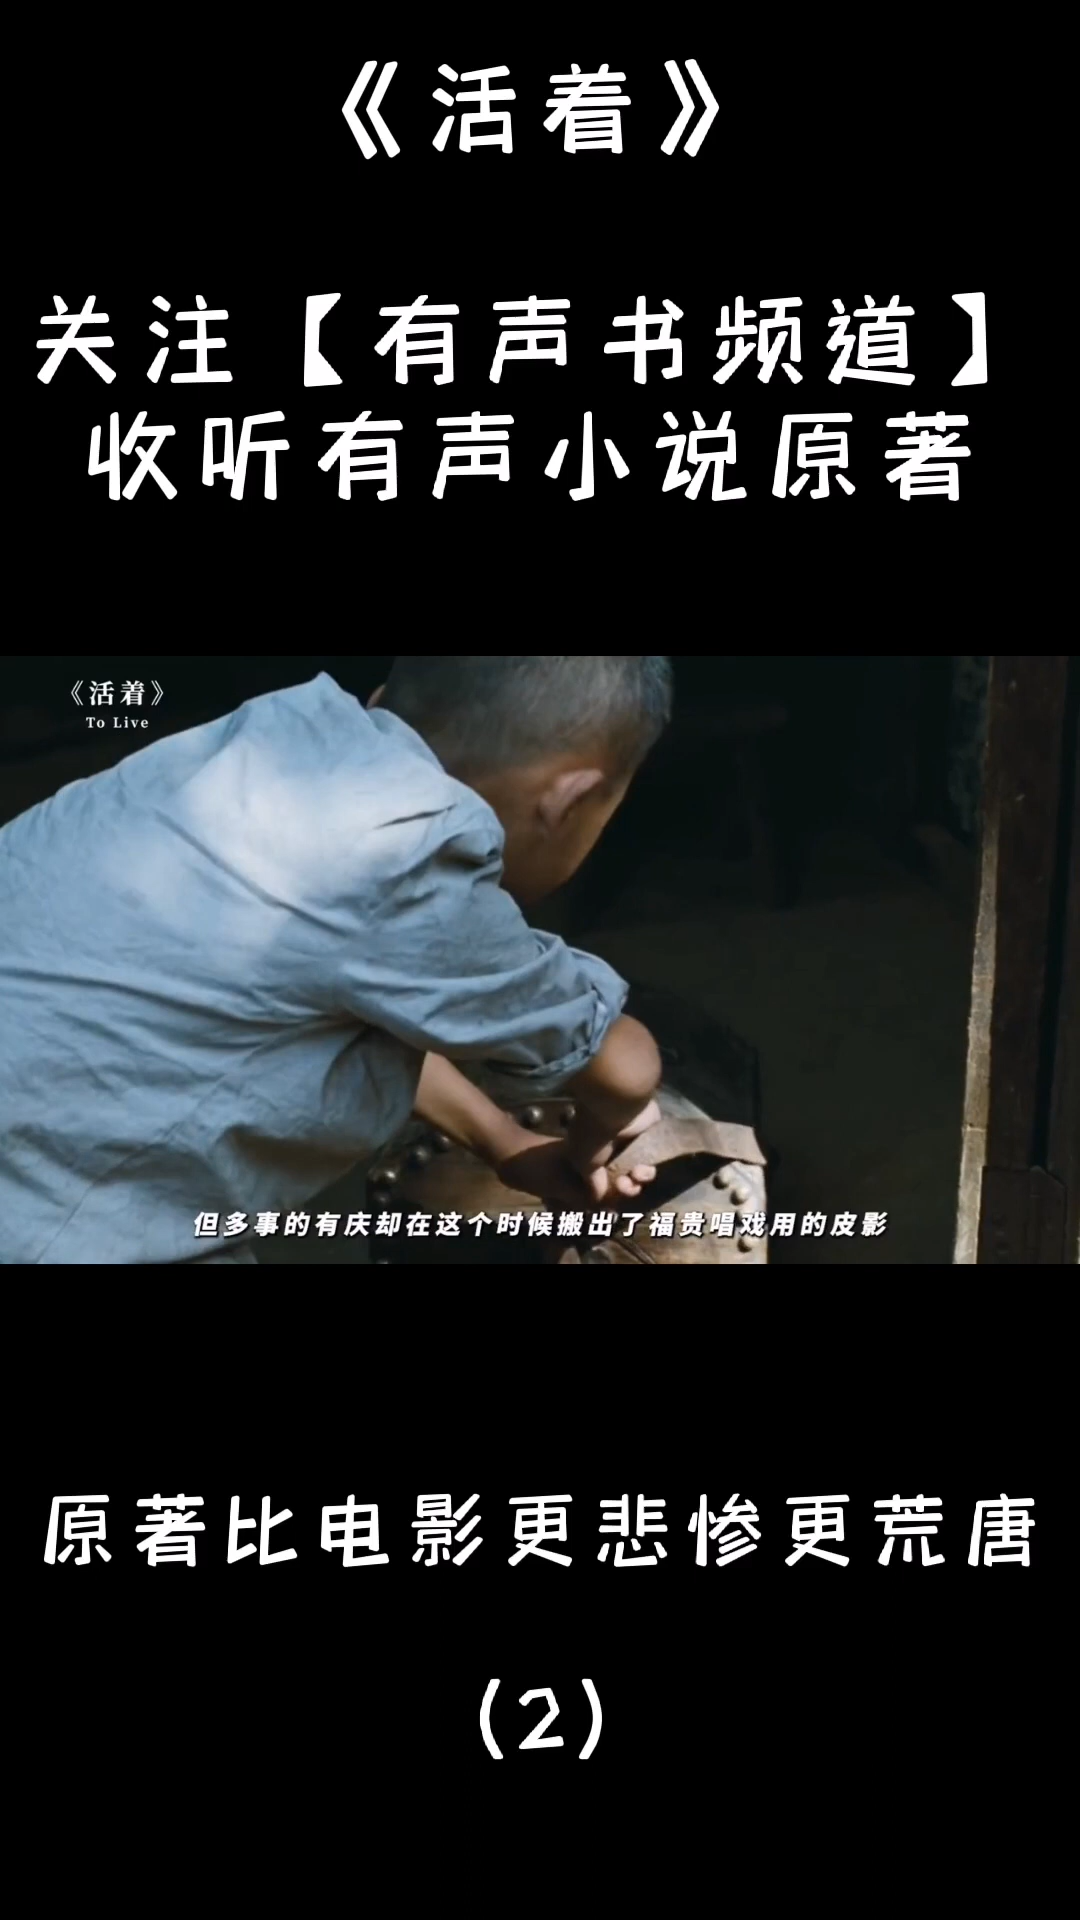 《活着》
关注【有声书频道】
收听有声小说原著
《活着》
To Live
但多事的有庆却在这个时候搬出了福贵唱戏用的皮影
原著比电影更悲惨更荒唐
(2)